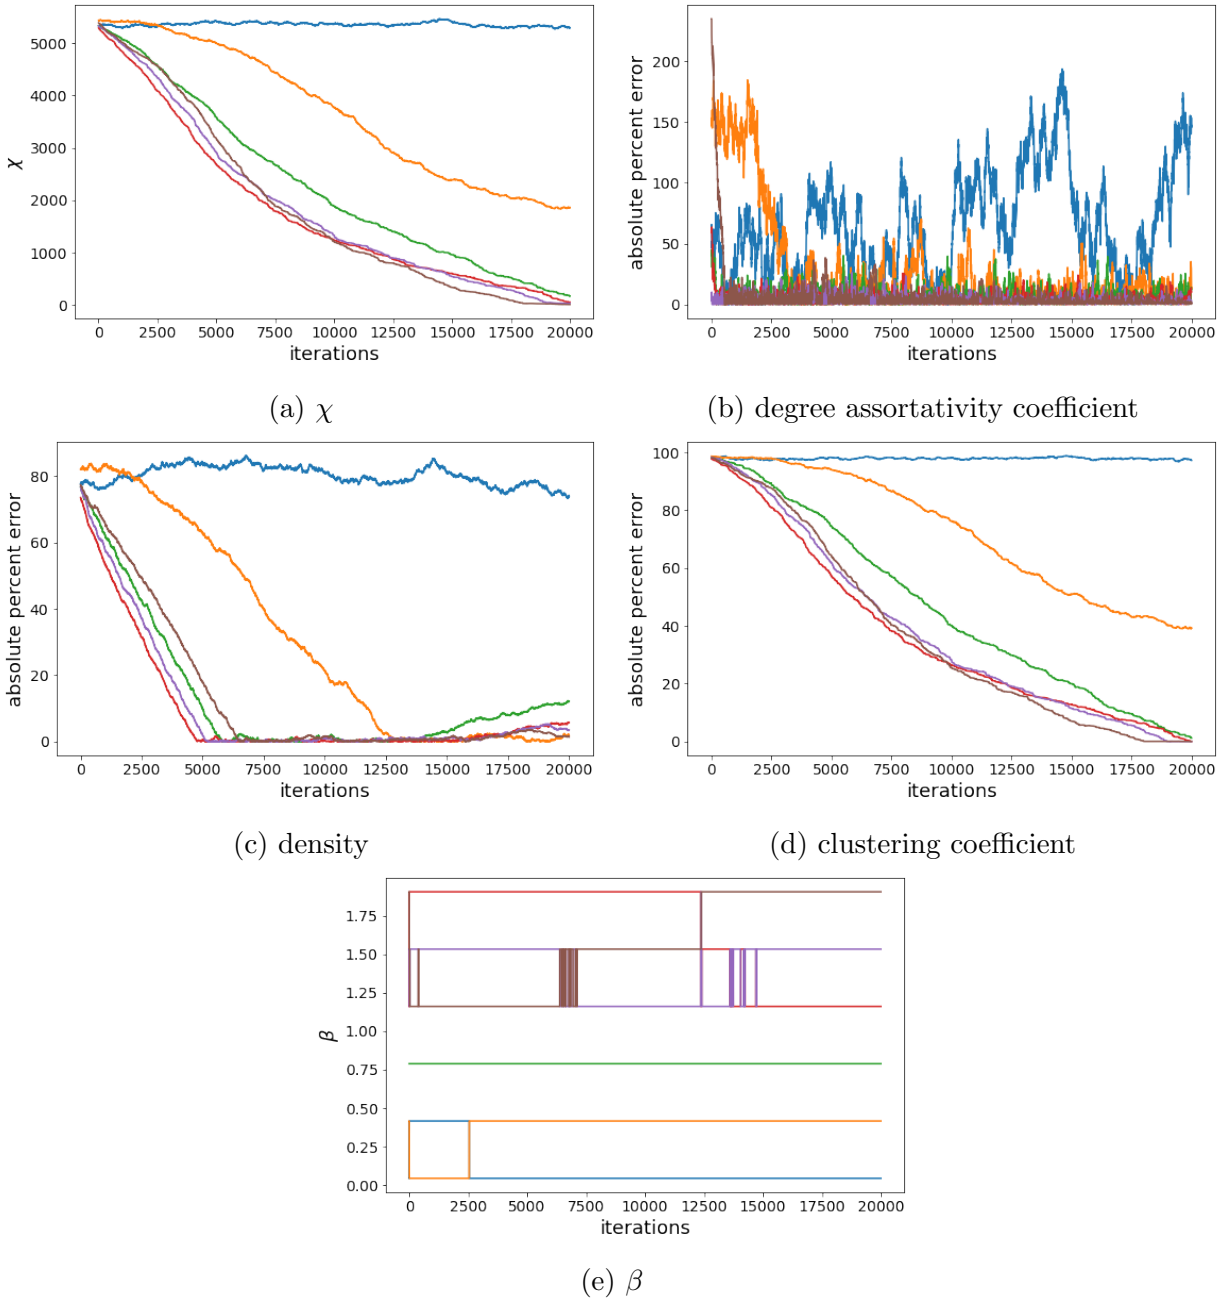 5000
4000
3000
2000
1000
0
χ
0 2500 5000 7500 10000 12500 15000 17500 20000
iterations
(a) χ
200
150
100
50
0
absolute percent error
0 2500 5000 7500 10000 12500 15000 17500 20000
iterations
(b) degree assortativity coefficient
80
60
40
20
0
absolute percent error
0 2500 5000 7500 10000 12500 15000 17500 20000
iterations
(c) density
100
80
60
40
20
0
absolute percent error
0 2500 5000 7500 10000 12500 15000 17500 20000
iterations
(d) clustering coefficient
1.75
1.50
1.25
1.00
0.75
0.50
0.25
0.00
β
0 2500 5000 7500 10000 12500 15000 17500 20000
iterations
(e) β